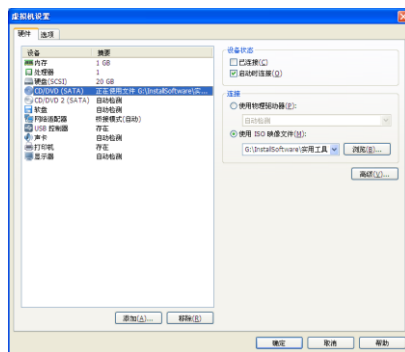 虚拟机设置
硬件 选项
设备 摘要
内存 1 GB
处理器 1
硬盘(SCSI) 20 GB
CD/DVD (SATA) 正在使用文件 G:\InstallSoftware\实...
CD/DVD 2 (SATA) 自动检测
软盘 自动检测
网络适配器 桥接模式(自动)
USB 控制器 存在
声卡 自动检测
打印机 存在
显示器 自动检测
添加(A)... 移除(R)
设备状态
已连接(C)
启动时连接(O)
连接
使用物理驱动器(P):
自动检测
使用 ISO 映像文件(M):
G:\InstallSoftware\实用工具 浏览(B)...
高级(V)...
确定 取消 帮助